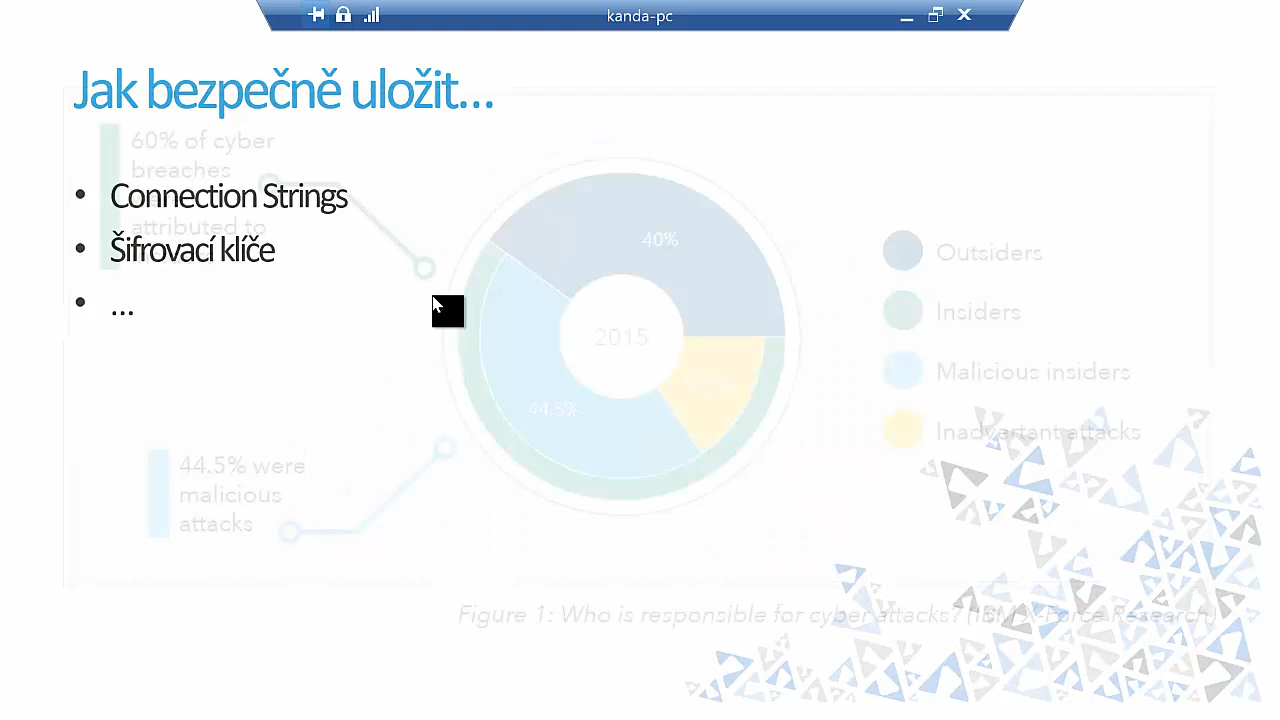 kanda-pc
Jak bezpečně uložit...
60% of cyber
breaches
attributed to
• Connection Strings
• Šifrovací klíče
• ...
40%
2015
44.5%
Outsiders
Insiders
Malicious insiders
Inadvertant attacks
44.5% were
malicious
attacks
Figure 1: Who is responsible for cyber attacks? (IBM X-Force Research)